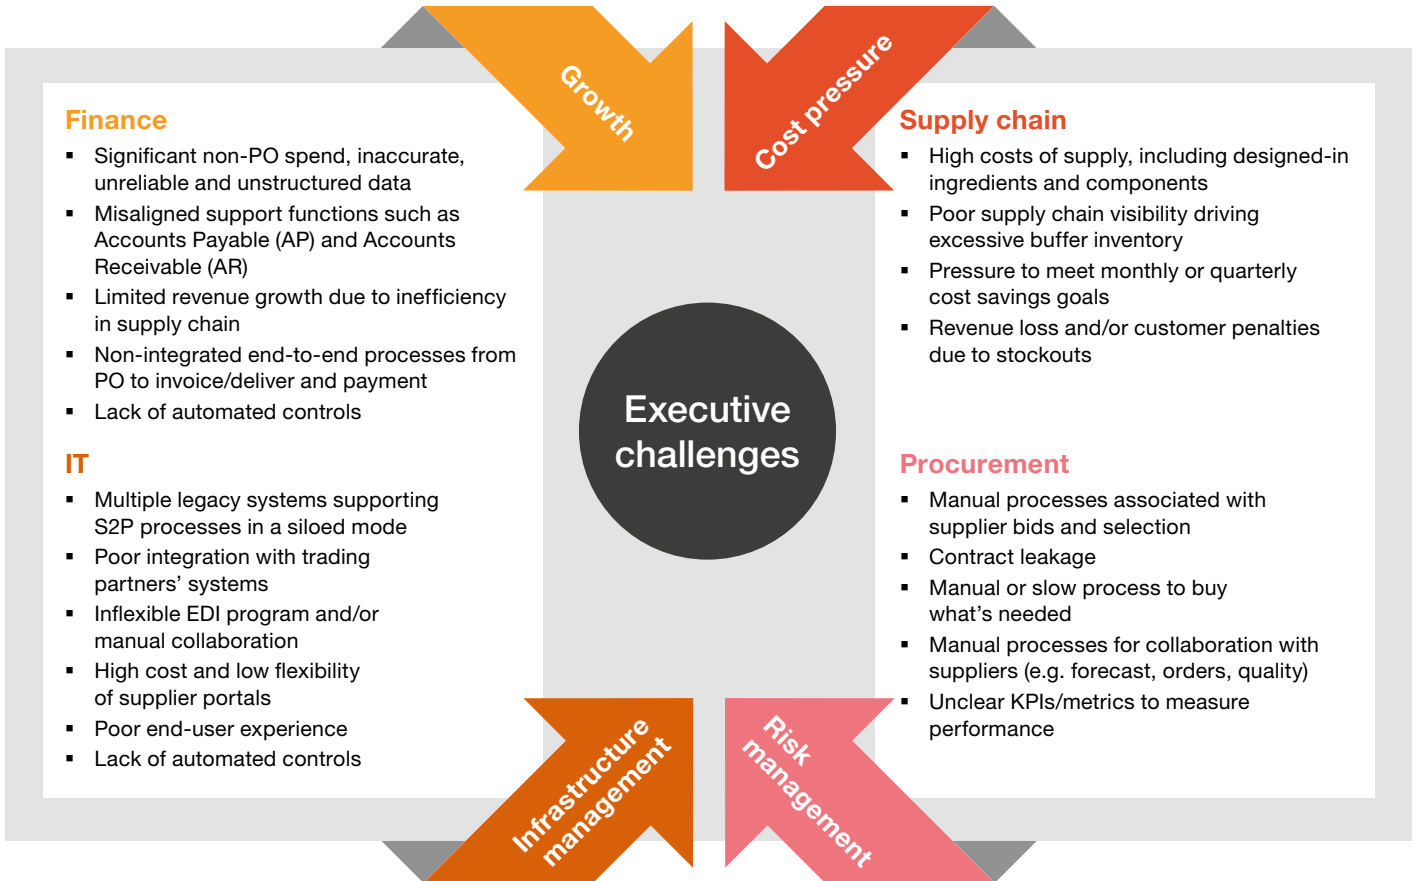 Growth
Cost pressure
Finance
▪ Significant non-PO spend, inaccurate,
unreliable and unstructured data
▪ Misaligned support functions such as
Accounts Payable (AP) and Accounts
Receivable (AR)
▪ Limited revenue growth due to inefficiency
in supply chain
▪ Non-integrated end-to-end processes from
PO to invoice/deliver and payment
▪ Lack of automated controls
Supply chain
▪ High costs of supply, including designed-in
ingredients and components
▪ Poor supply chain visibility driving
excessive buffer inventory
▪ Pressure to meet monthly or quarterly
cost savings goals
▪ Revenue loss and/or customer penalties
due to stockouts
Executive
challenges
IT
▪ Multiple legacy systems supporting
S2P processes in a siloed mode
▪ Poor integration with trading
partners’ systems
▪ Inflexible EDI program and/or
manual collaboration
▪ High cost and low flexibility
of supplier portals
▪ Poor end-user experience
▪ Lack of automated controls
Procurement
▪ Manual processes associated with
supplier bids and selection
▪ Contract leakage
▪ Manual or slow process to buy
what’s needed
▪ Manual processes for collaboration with
suppliers (e.g. forecast, orders, quality)
▪ Unclear KPIs/metrics to measure
performance
Infrastructure
management
Risk
management